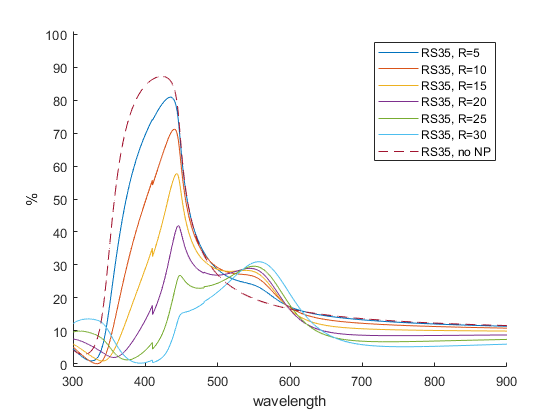 100
90
80
70
60
50
40
30
20
10
0
%
300 400 500 600 700 800 900
wavelength
RS35, R=5
RS35, R=10
RS35, R=15
RS35, R=20
RS35, R=25
RS35, R=30
RS35, no NP